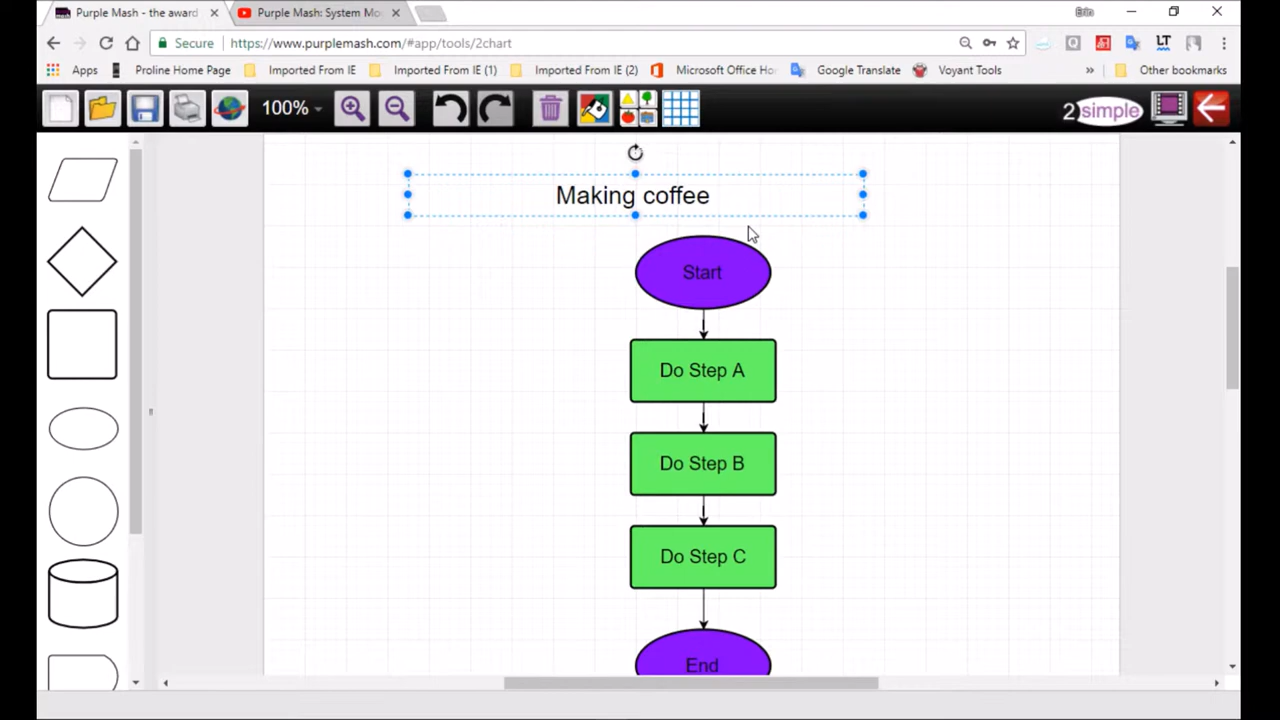 Purple Mash - the award
Purple Mash: System Mo
Erin
Secure
https://www.purplemash.com/#app/tools/2chart
Apps
Proline Home Page
Imported From IE
Imported From IE (1)
Imported From IE (2)
Microsoft Office Ho
Google Translate
Voyant Tools
»
Other bookmarks
100%
2simple
Making coffee
Start
Do Step A
Do Step B
Do Step C
End